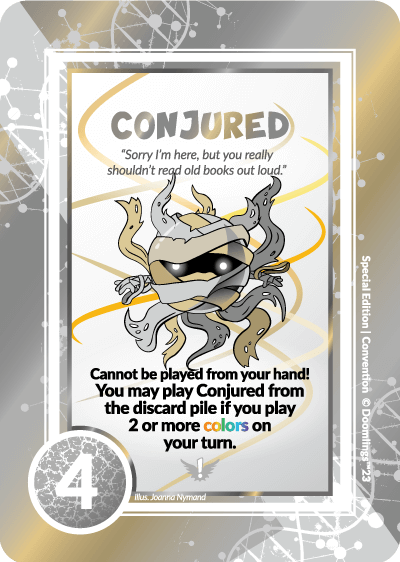 CONJURED
“Sorry I'm here, but you really
shouldn't read old books out loud.”
Cannot be played from your hand!
You may play Conjured from
the discard pile if you play
2 or more colors on
your turn.
!
4
Illus. Joanna Nymand
Special Edition | Convention © Doomlings™23